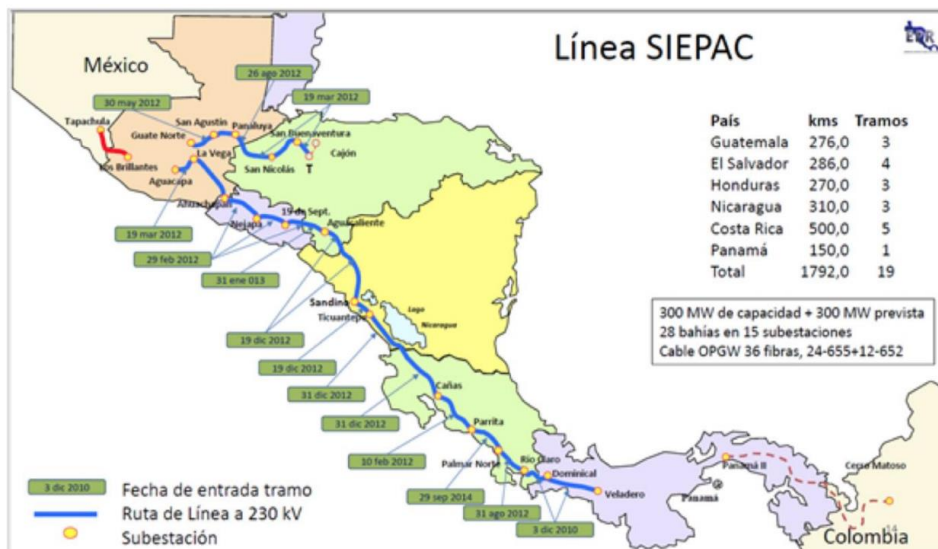 Línea SIEPAC
EPR
México
26 ago 2012
30 may 2012
19 mar 2012
Tapachula
San Agustín
Panaluya
Guate Norte
San Buenaventura
La Vega
Los Brillantes
Cajón
T
San Nicolás
Aguacapa
Ahuachapán
19 de Sept.
Nejapa
Aguacaliente
19 mar 2012
29 feb 2012
31 ene 013
Sandino
Lago
Nicaragua
Ticuantepe
19 dic 2012
19 dic 2012
31 dic 2012
Cañas
31 dic 2012
Parrita
10 feb 2012
Palmar Norte
Río Claro
Dominical
Veladero
29 sep 2014
31 ago 2012
3 dic 2010
Panamá II
@
Panamá
Cerro Matoso
14
Colombia
País kms Tramos
Guatemala 276,0 3
El Salvador 286,0 4
Honduras 270,0 3
Nicaragua 310,0 3
Costa Rica 500,0 5
Panamá 150,0 1
Total 1792,0 19
300 MW de capacidad + 300 MW prevista
28 bahías en 15 subestaciones
Cable OPGW 36 fibras, 24-655+12-652
3 dic 2010 Fecha de entrada tramo
Ruta de Línea a 230 kV
Subestación